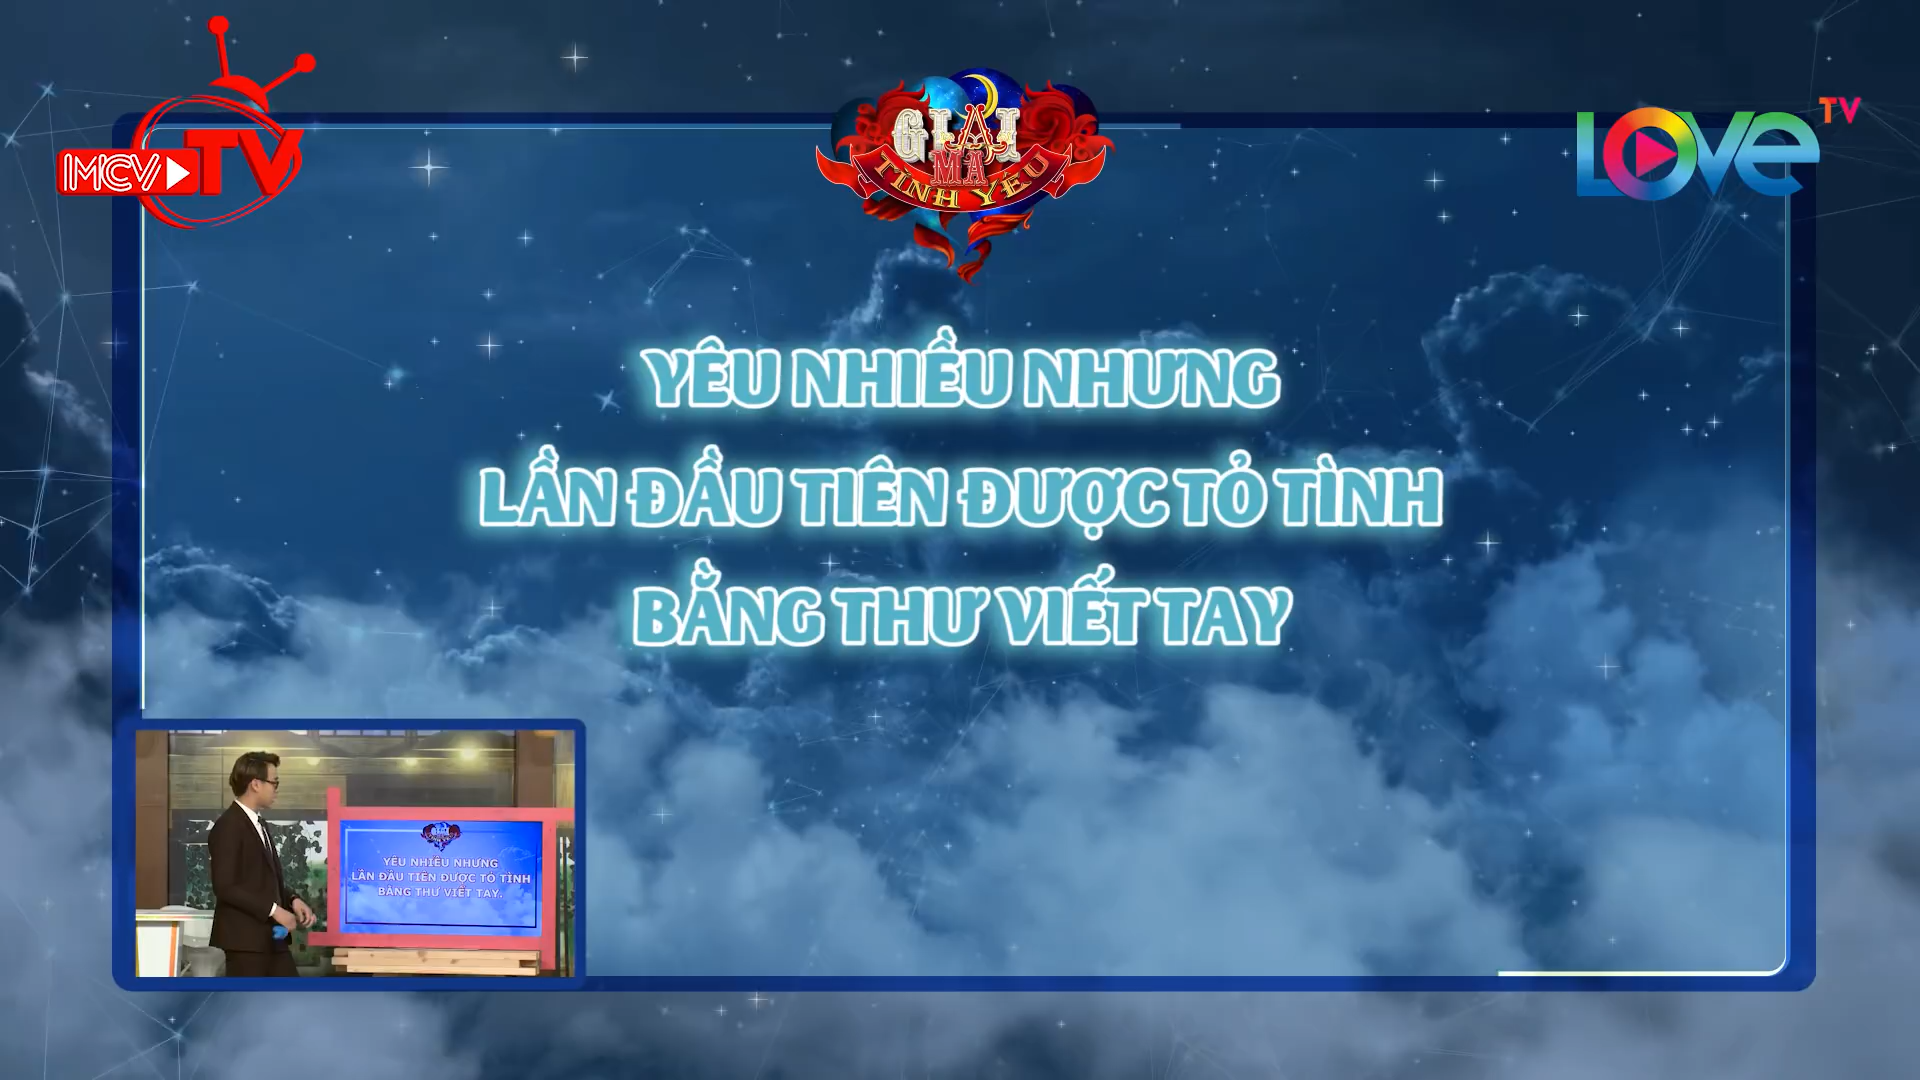 MCV TV
GIẢI
MÃ
TÌNH YÊU
LOVE TV
YÊU NHIỀU NHƯNG
LẦN ĐẦU TIÊN ĐƯỢC TỎ TÌNH
BẰNG THƯ VIẾT TAY
YÊU NHIỀU NHƯNG
LẦN ĐẦU TIÊN ĐƯỢC TỎ TÌNH
BẰNG THƯ VIẾT TAY.